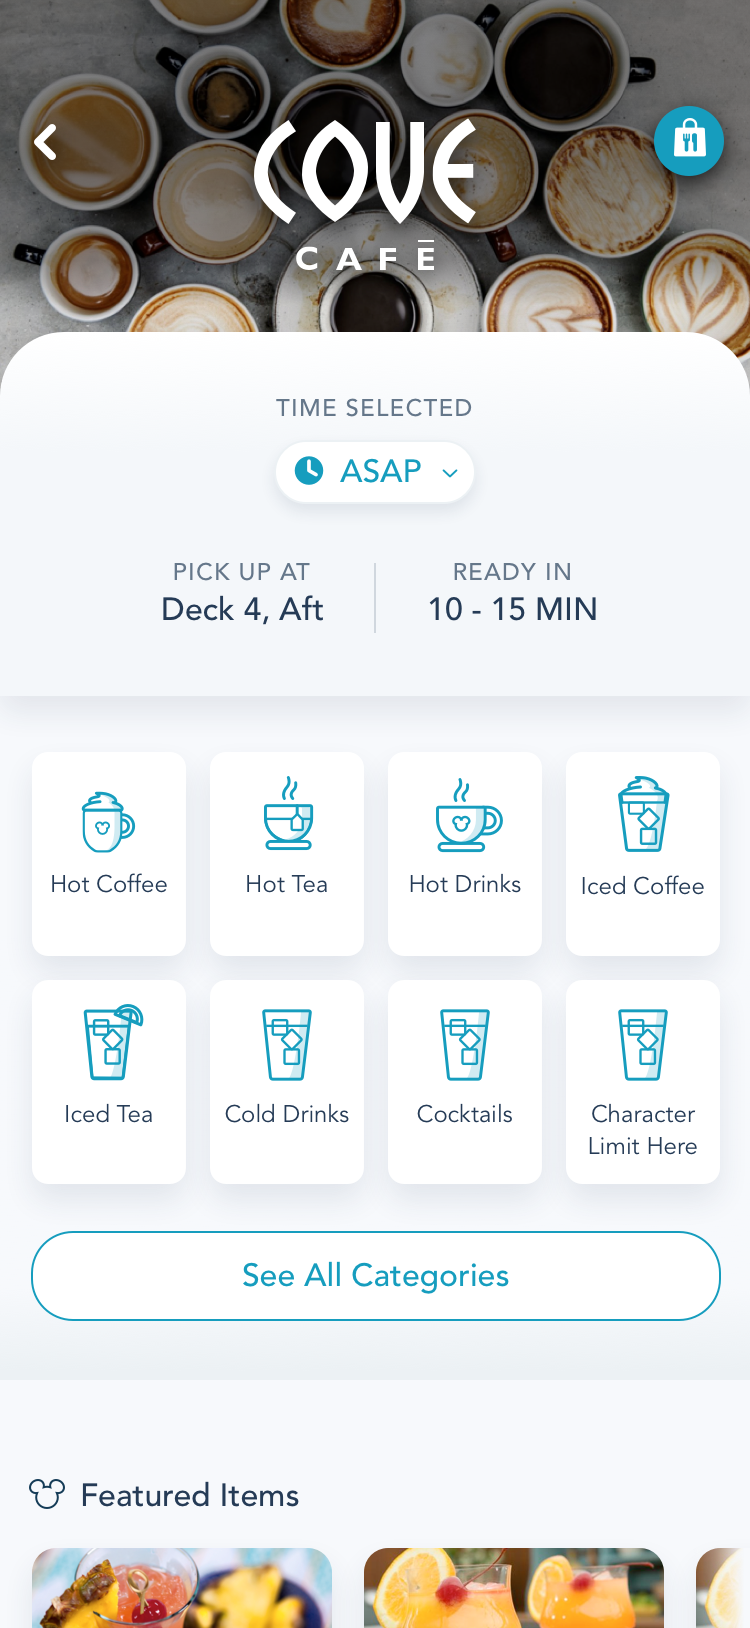 COVE
CAFĒ
TIME SELECTED
ASAP
PICK UP AT
READY IN
Deck 4, Aft
10 - 15 MIN
Hot Coffee
Hot Tea
Hot Drinks
Iced Coffee
Iced Tea
Cold Drinks
Cocktails
Character
Limit Here
See All Categories
Featured Items